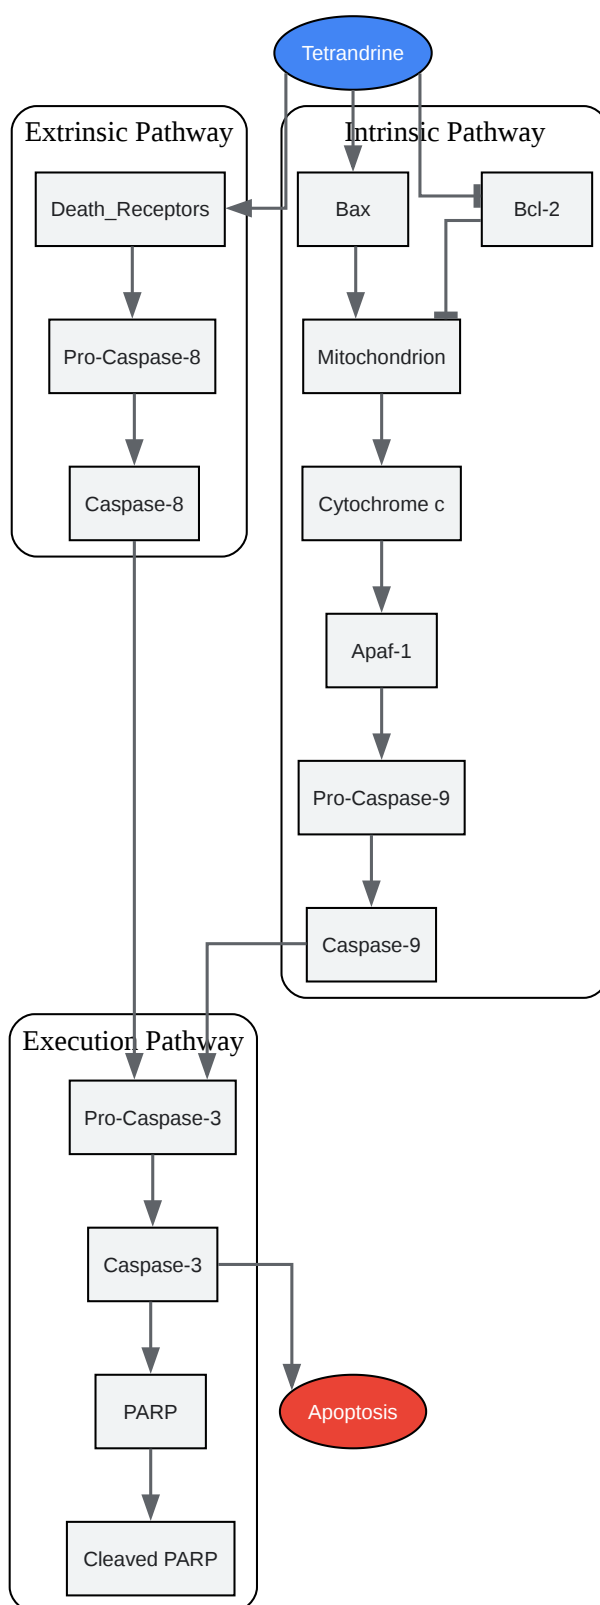 Tetrandrine
Extrinsic Pathway
Death_Receptors
Pro-Caspase-8
Caspase-8
Intrinsic Pathway
Bax
Bcl-2
Mitochondrion
Cytochrome c
Apaf-1
Pro-Caspase-9
Caspase-9
Execution Pathway
Pro-Caspase-3
Caspase-3
PARP
Apoptosis
Cleaved PARP